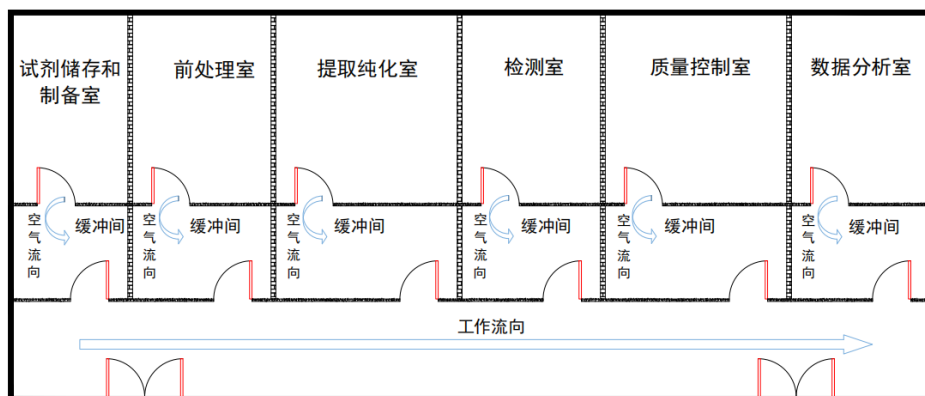 试剂储存和
制备室
前处理室
提取纯化室
检测室
质量控制室
数据分析室
空气流向
缓冲间
空气流向
缓冲间
空气流向
缓冲间
空气流向
缓冲间
空气流向
缓冲间
空气流向
缓冲间
工作流向